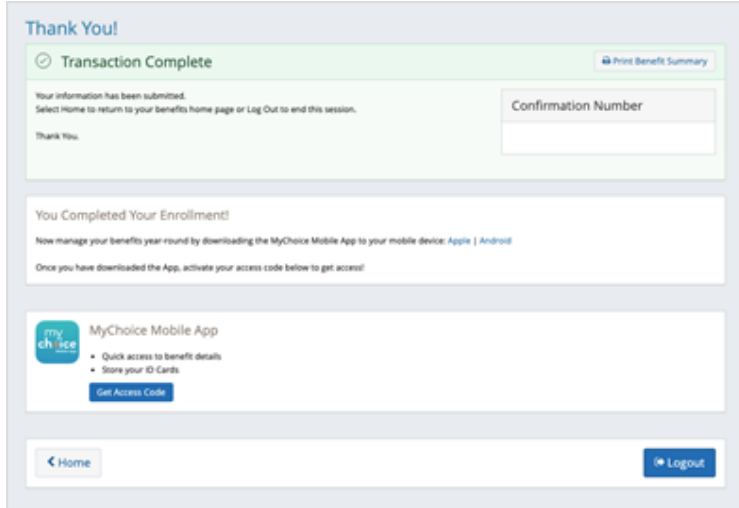 Thank You!
Transaction Complete
Print Benefit Summary
Your information has been submitted.
Select Home to return to your benefits home page or Log Out to end this session.
Thank You.
Confirmation Number
You Completed Your Enrollment!
Now manage your benefits year-round by downloading the MyChoice Mobile App to your mobile device: Apple | Android
Once you have downloaded the App, activate your access code below to get access!
my
choice
MyChoice Mobile App
• Quick access to benefit details
• Store your ID Cards
Get Access Code
Home
Logout